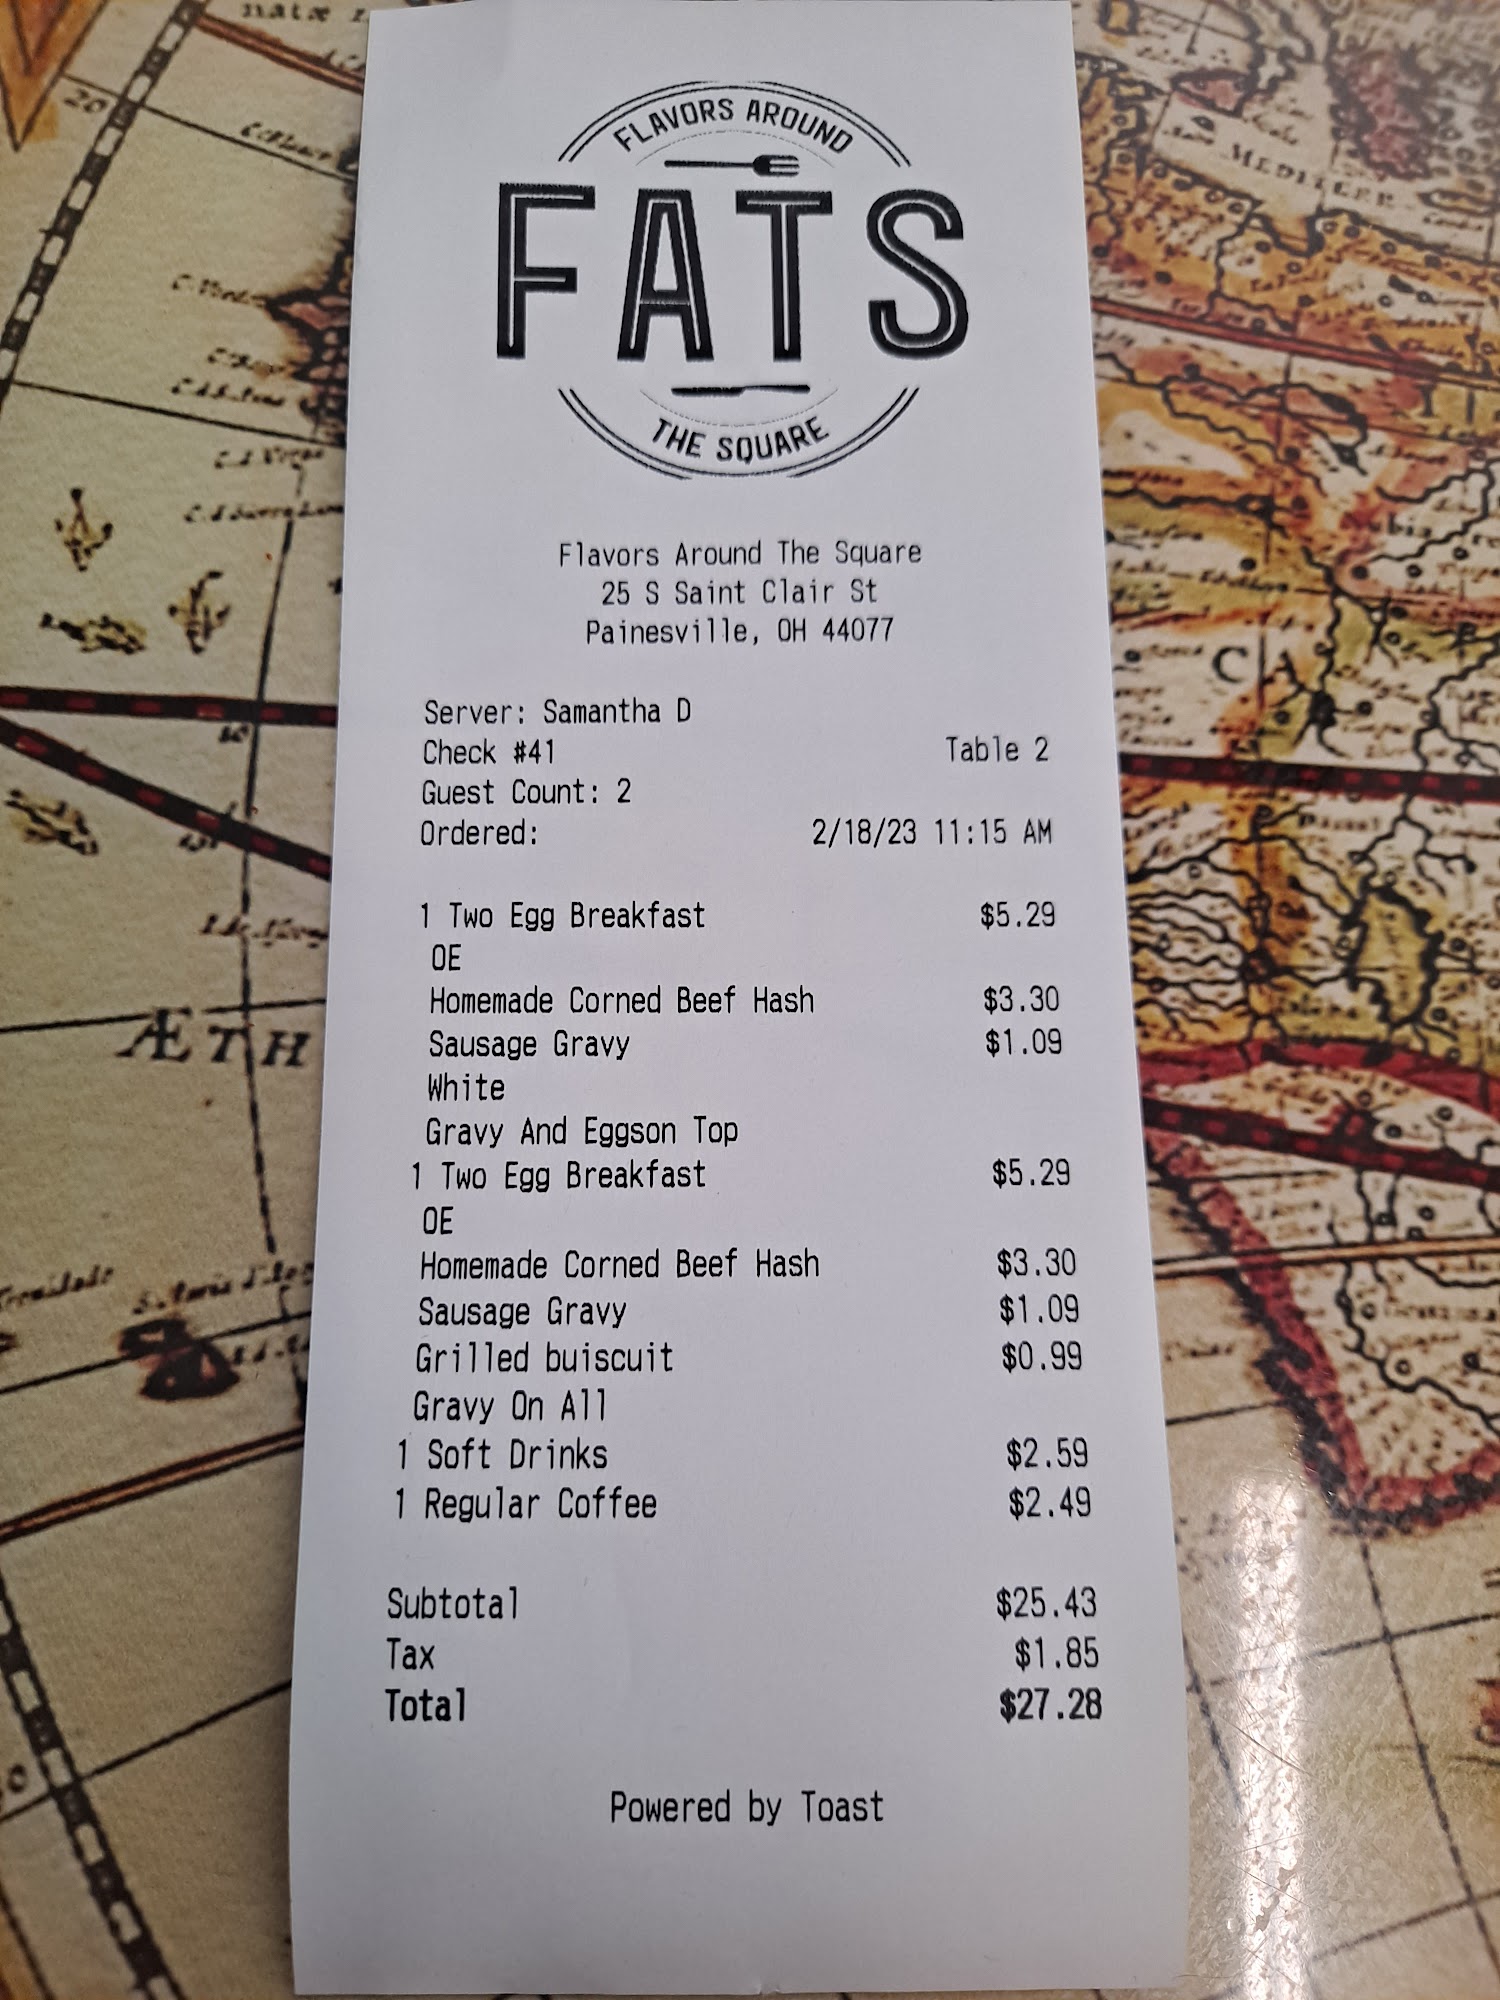 FLAVORS AROUND
FATS
THE SQUARE
Flavors Around The Square
25 S Saint Clair St
Painesville, OH 44077
Server: Samantha D
Check #41 Table 2
Guest Count: 2
Ordered: 2/18/23 11:15 AM
1 Two Egg Breakfast $5.29
OE
Homemade Corned Beef Hash $3.30
Sausage Gravy $1.09
White
Gravy And Eggson Top
1 Two Egg Breakfast $5.29
OE
Homemade Corned Beef Hash $3.30
Sausage Gravy $1.09
Grilled buiscuit $0.99
Gravy On All
1 Soft Drinks $2.59
1 Regular Coffee $2.49
Subtotal $25.43
Tax $1.85
Total $27.28
Powered by Toast
20
MEDITERR
ÆTH
CA